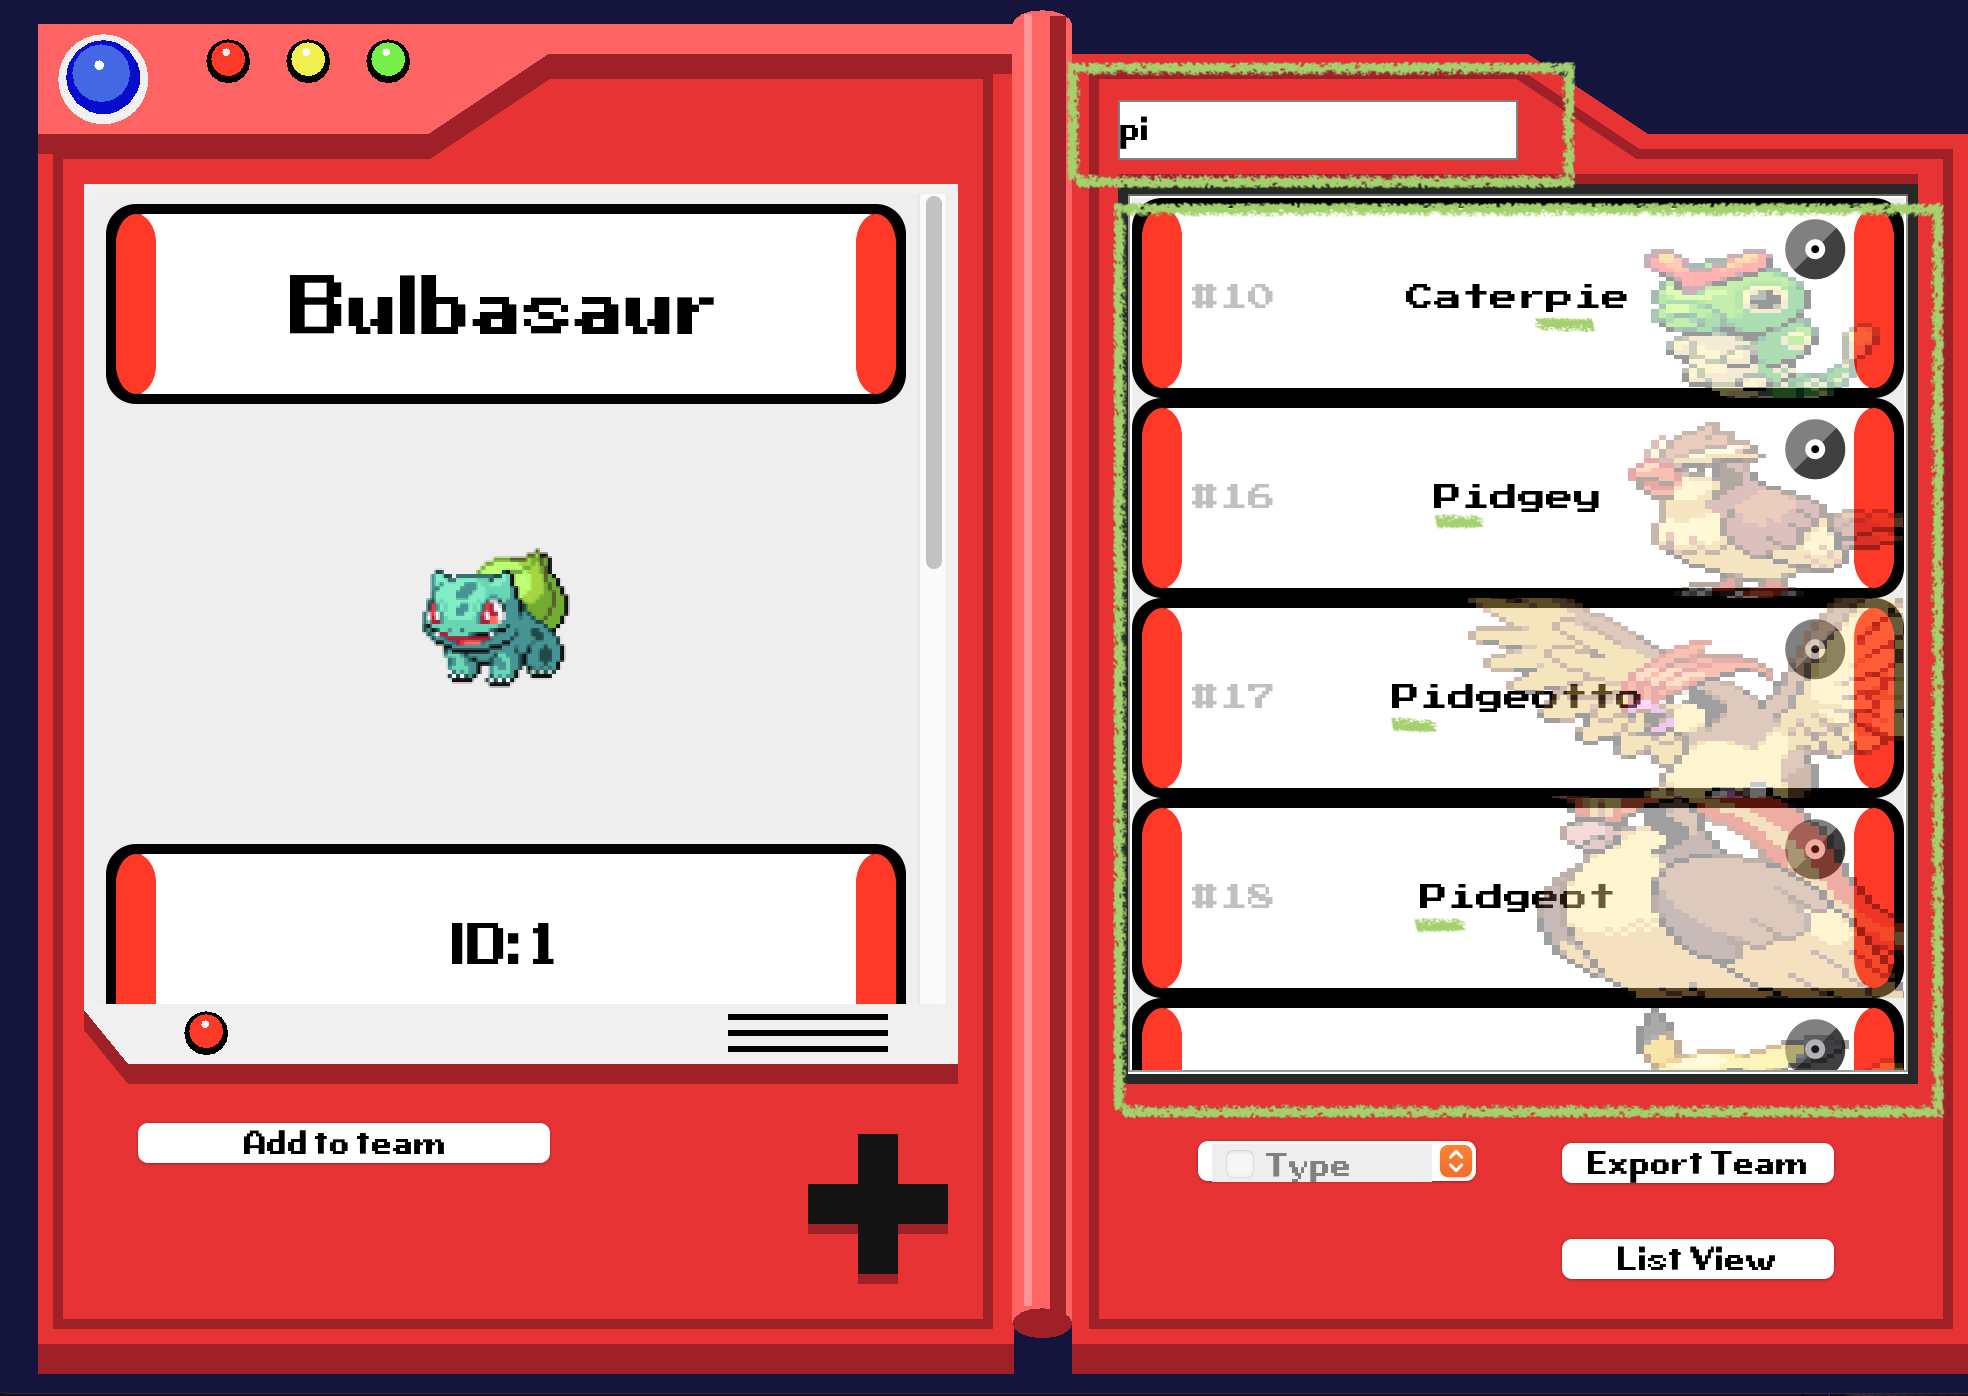 Bulbasaur
ID: 1
Add to team
pi
#10 Caterpie
#16 Pidgey
#17 Pidgeotto
#18 Pidgeot
Type
Export Team
List View